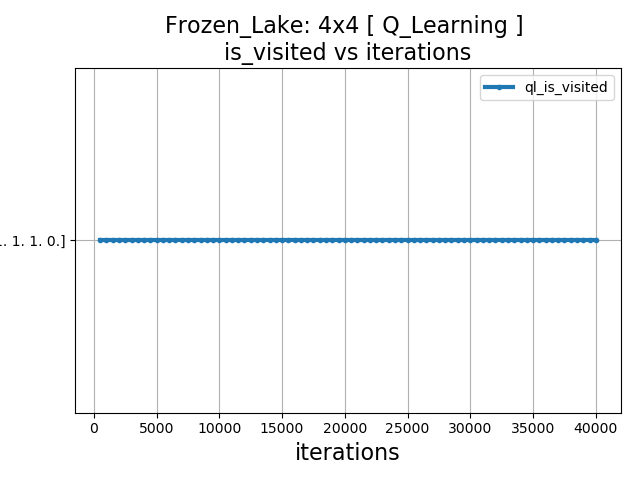 Frozen_Lake: 4x4 [ Q_Learning ]
is_visited vs iterations
ql_is_visited
. 1. 1. 0.]
0 5000 10000 15000 20000 25000 30000 35000 40000
iterations